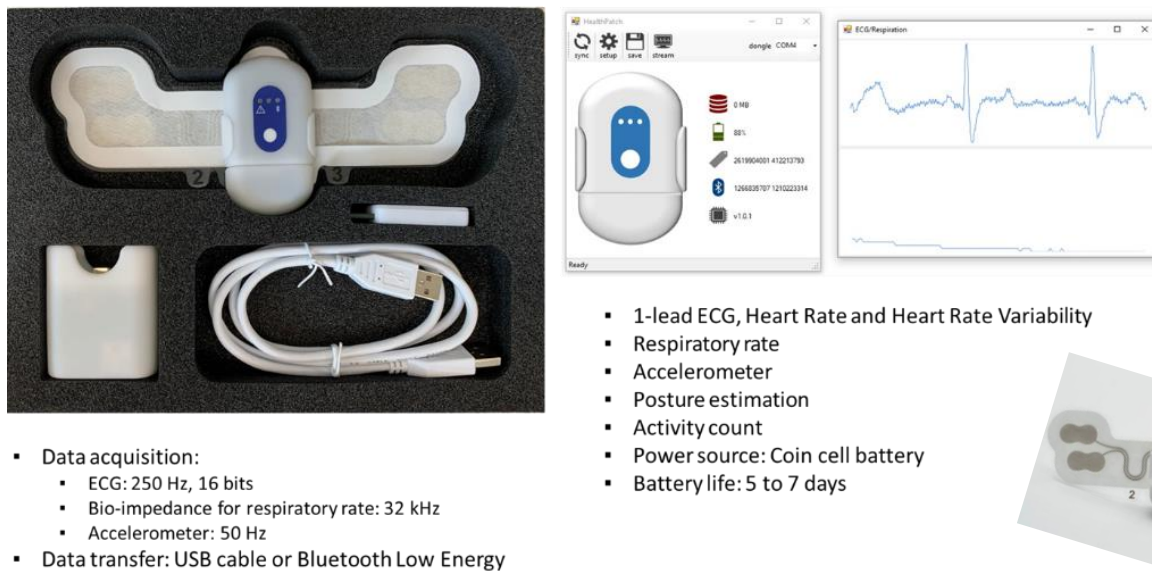 2
3
Data acquisition:
ECG: 250 Hz, 16 bits
Bio-impedance for respiratory rate: 32 kHz
Accelerometer: 50 Hz
Data transfer: USB cable or Bluetooth Low Energy
HealthPatch
sync
setup
save
stream
dongle COM4
0 MB
88%
2619904001 412213793
1266835707 1210223314
v1.0.1
Ready
ECG/Respiration
1-lead ECG, Heart Rate and Heart Rate Variability
Respiratory rate
Accelerometer
Posture estimation
Activity count
Power source: Coin cell battery
Battery life: 5 to 7 days
2